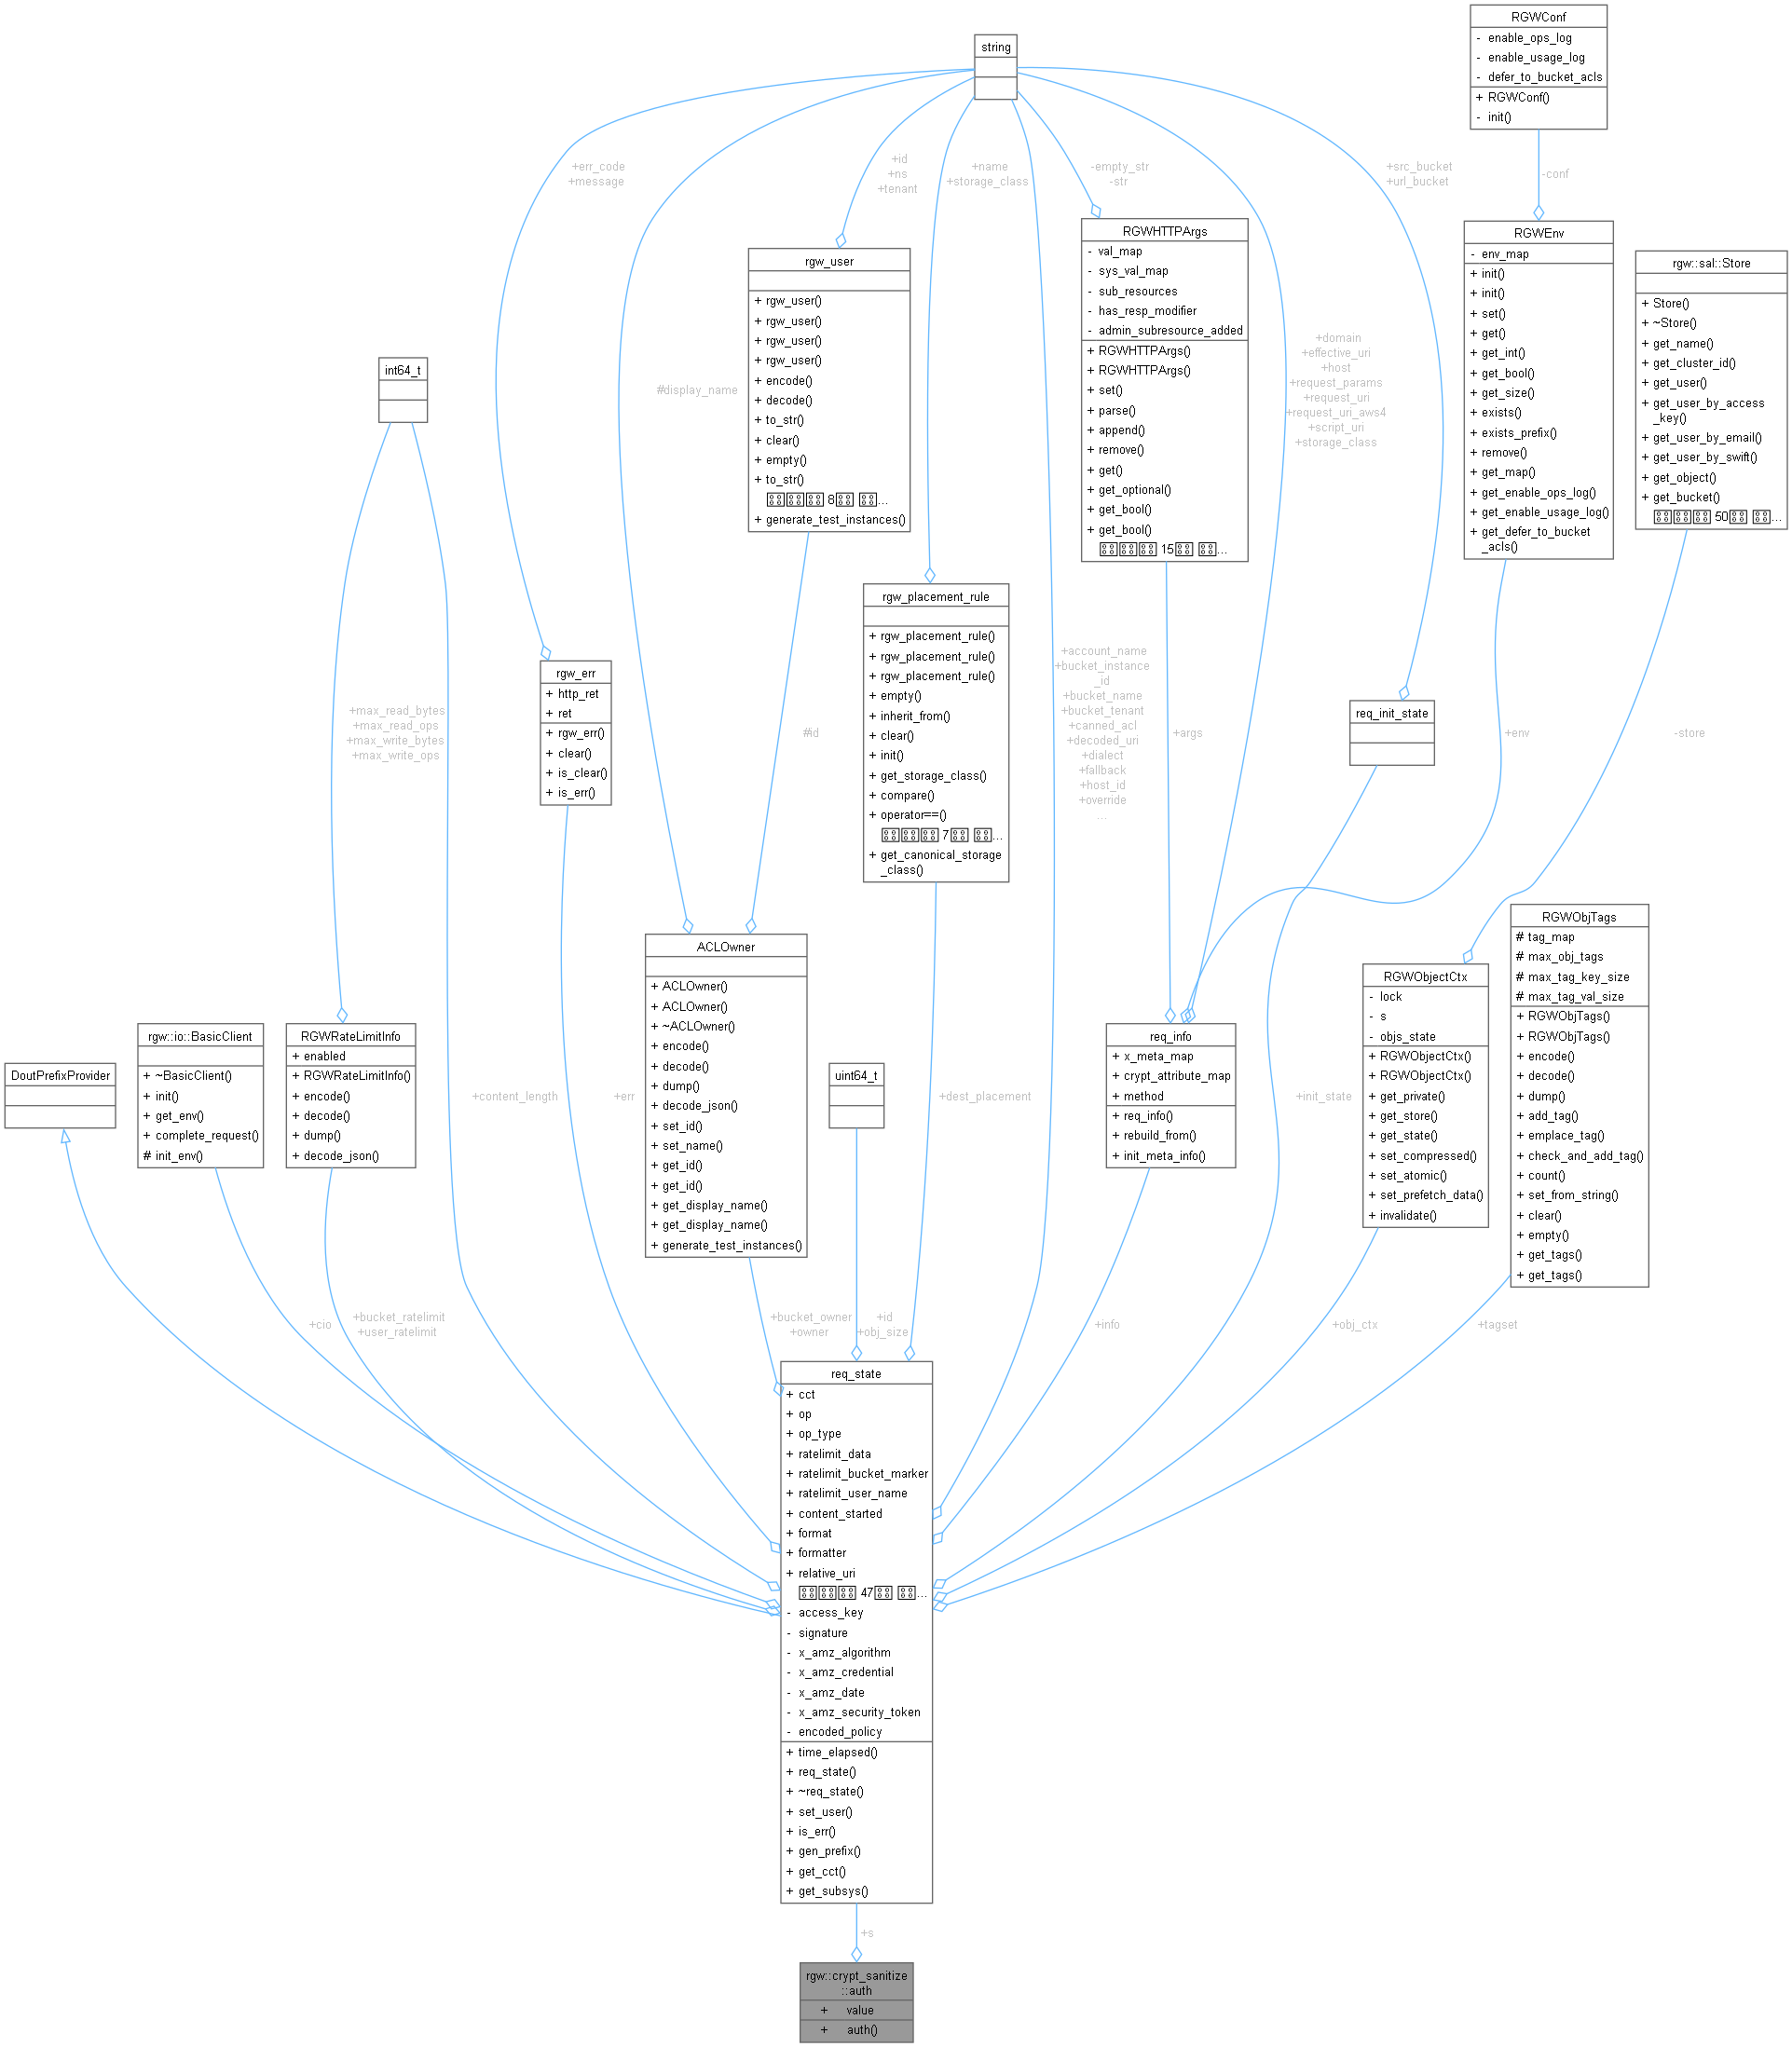 RGWConf
- enable_ops_log
- enable_usage_log
- defer_to_bucket_acls
+ RGWConf()
- init()
string
+err_code
+message
+id
+ns
+tenant
+name
+storage_class
-empty_str
-str
+src_bucket
+url_bucket
-conf
rgw_user
+ rgw_user()
+ rgw_user()
+ rgw_user()
+ rgw_user()
+ encode()
+ decode()
+ to_str()
+ clear()
+ empty()
+ to_str()
8
...
+ generate_test_instances()
RGWHTTPArgs
- val_map
- sys_val_map
- sub_resources
- has_resp_modifier
- admin_subresource_added
+ RGWHTTPArgs()
+ RGWHTTPArgs()
+ set()
+ parse()
+ append()
+ remove()
+ get()
+ get_optional()
+ get_bool()
+ get_bool()
15
...
RGWEnv
- env_map
+ init()
+ init()
+ set()
+ get()
+ get_int()
+ get_bool()
+ get_size()
+ exists()
+ exists_prefix()
+ remove()
+ get_map()
+ get_enable_ops_log()
+ get_enable_usage_log()
+ get_defer_to_bucket
_acls()
rgw::sal::Store
+ Store()
+ ~Store()
+ get_name()
+ get_cluster_id()
+ get_user()
+ get_user_by_access
_key()
+ get_user_by_email()
+ get_user_by_swift()
+ get_object()
+ get_bucket()
50
...
int64_t
#display_name
+domain
+effective_uri
+host
+request_params
+request_uri
+request_uri_aws4
+script_uri
+storage_class
rgw_placement_rule
+ rgw_placement_rule()
+ rgw_placement_rule()
+ rgw_placement_rule()
+ empty()
+ inherit_from()
+ clear()
+ init()
+ get_storage_class()
+ compare()
+ operator==()
7
...
+ get_canonical_storage
_class()
rgw_err
+ http_ret
+ ret
+ rgw_err()
+ clear()
+ is_clear()
+ is_err()
+max_read_bytes
+max_read_ops
+max_write_bytes
+max_write_ops
#id
+account_name
+bucket_instance
_id
+bucket_name
+bucket_tenant
+canned_acl
+decoded_uri
+dialect
+fallback
+host_id
+override
...
+args
req_init_state
+env
-store
ACLOwner
+ ACLOwner()
+ ACLOwner()
+ ~ACLOwner()
+ encode()
+ decode()
+ dump()
+ decode_json()
+ set_id()
+ set_name()
+ get_id()
+ get_id()
+ get_display_name()
+ get_display_name()
+ generate_test_instances()
RGWObjTags
# tag_map
# max_obj_tags
# max_tag_key_size
# max_tag_val_size
+ RGWObjTags()
+ RGWObjTags()
+ encode()
+ decode()
+ dump()
+ add_tag()
+ emplace_tag()
+ check_and_add_tag()
+ count()
+ set_from_string()
+ clear()
+ empty()
+ get_tags()
+ get_tags()
RGWObjectCtx
- lock
- s
- objs_state
+ RGWObjectCtx()
+ RGWObjectCtx()
+ get_private()
+ get_store()
+ get_state()
+ set_compressed()
+ set_atomic()
+ set_prefetch_data()
+ invalidate()
DoutPrefixProvider
rgw::io::BasicClient
+ ~BasicClient()
+ init()
+ get_env()
+ complete_request()
# init_env()
RGWRateLimitInfo
+ enabled
+ RGWRateLimitInfo()
+ encode()
+ decode()
+ dump()
+ decode_json()
+content_length
+err
uint64_t
+dest_placement
req_info
+ x_meta_map
+ crypt_attribute_map
+ method
+ req_info()
+ rebuild_from()
+ init_meta_info()
+init_state
+cio
+bucket_ratelimit
+user_ratelimit
+bucket_owner
+owner
+id
+obj_size
+info
+obj_ctx
+tagset
req_state
+ cct
+ op
+ op_type
+ ratelimit_data
+ ratelimit_bucket_marker
+ ratelimit_user_name
+ content_started
+ format
+ formatter
+ relative_uri
47
...
- access_key
- signature
- x_amz_algorithm
- x_amz_credential
- x_amz_date
- x_amz_security_token
- encoded_policy
+ time_elapsed()
+ req_state()
+ ~req_state()
+ set_user()
+ is_err()
+ gen_prefix()
+ get_cct()
+ get_subsys()
+s
rgw::crypt_sanitize
::auth
+ value
+ auth()